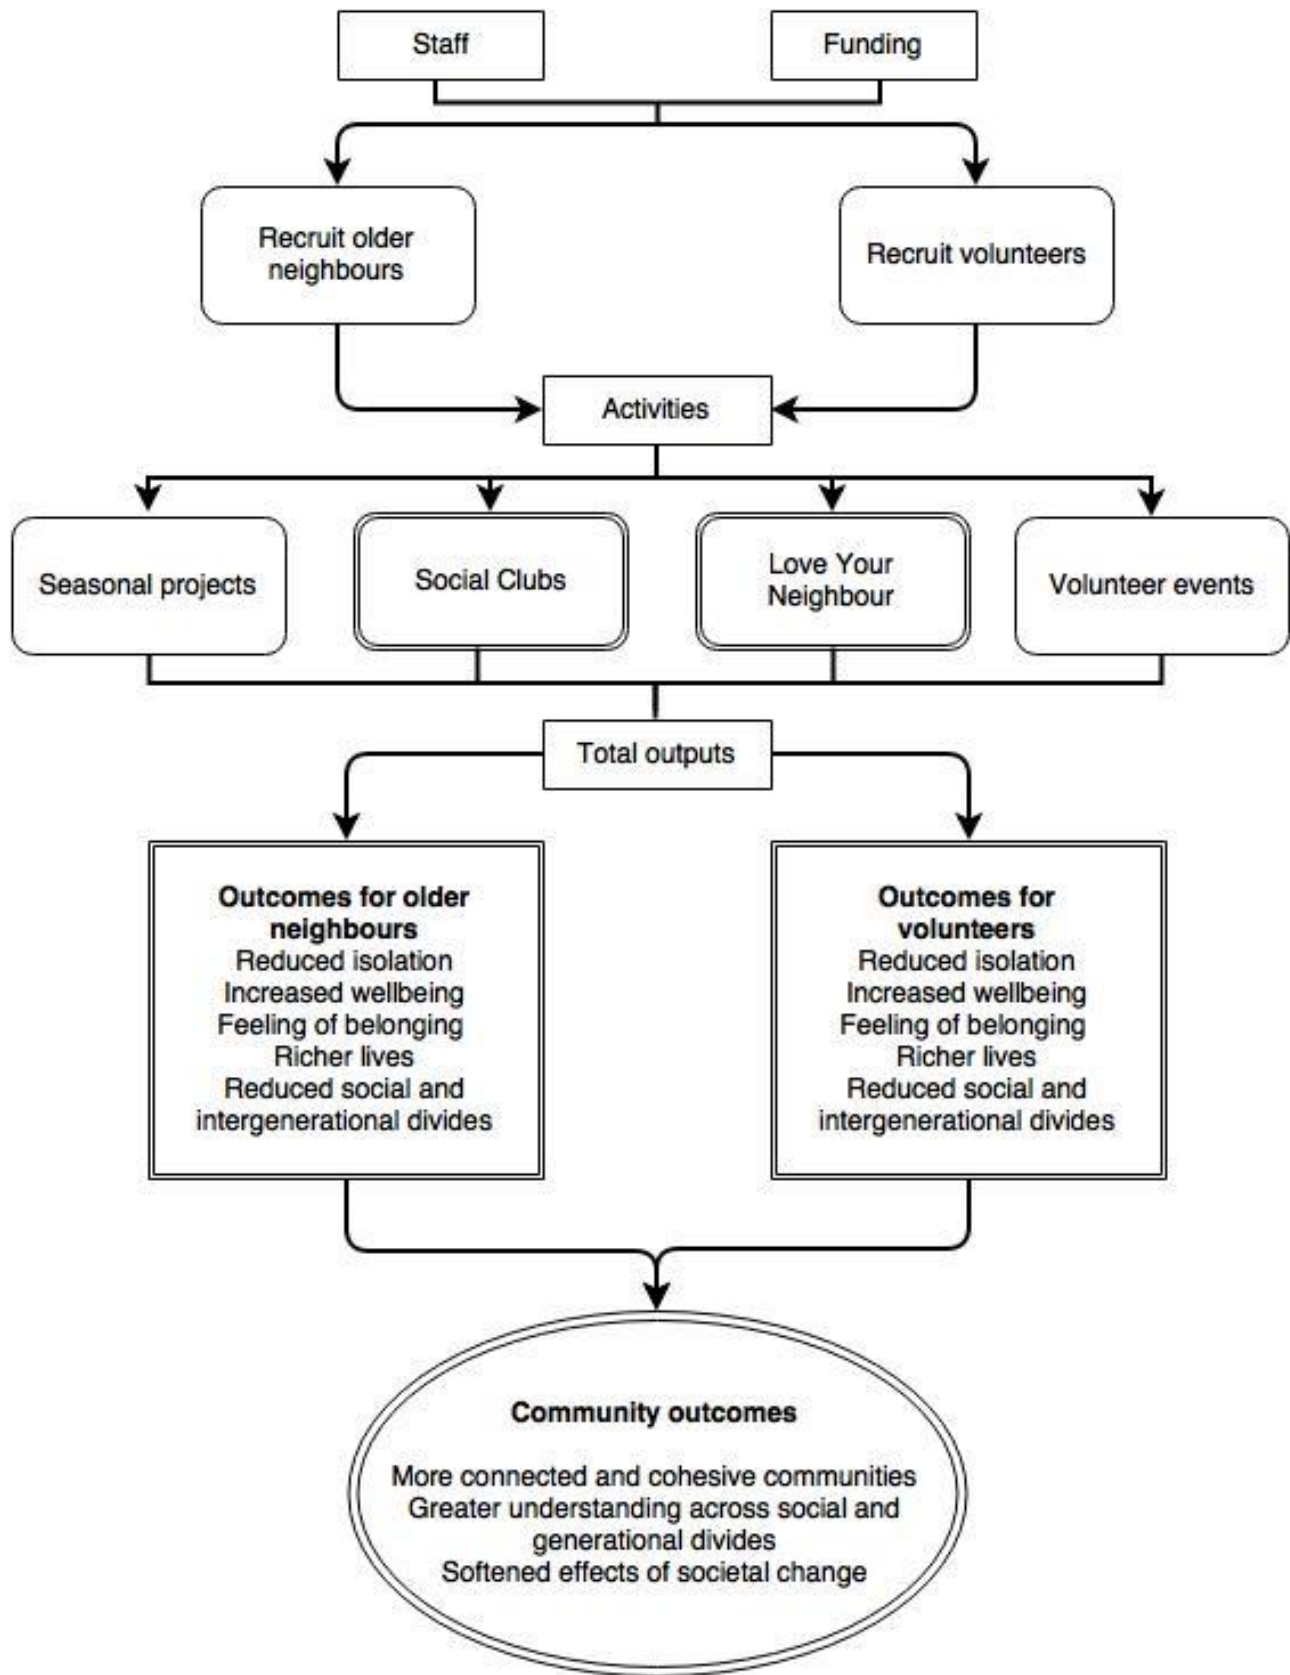 Staff
Funding
Recruit older
neighbours
Recruit volunteers
Activities
Seasonal projects
Social Clubs
Love Your
Neighbour
Volunteer events
Total outputs
Outcomes for older
neighbours
Reduced isolation
Increased wellbeing
Feeling of belonging
Richer lives
Reduced social and
intergenerational divides
Outcomes for
volunteers
Reduced isolation
Increased wellbeing
Feeling of belonging
Richer lives
Reduced social and
intergenerational divides
Community outcomes
More connected and cohesive communities
Greater understanding across social and
generational divides
Softened effects of societal change